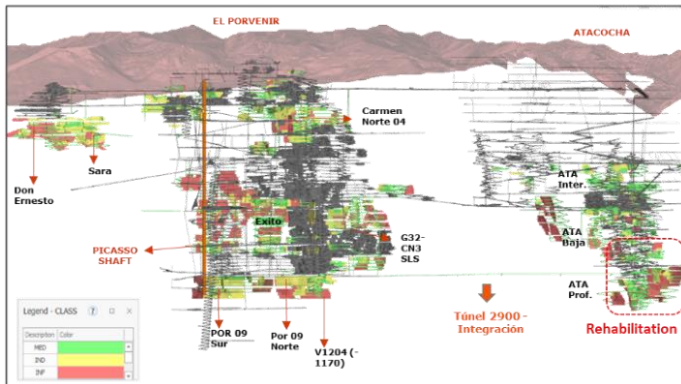 EL PORVENIR
ATACOCHA
Carmen
Norte 04
Sara
Don
Ernesto
ATA
Inter.
Exito
G32-
CN3
SLS
ATA
Baja
PICASSO
SHAFT
ATA
Prof.
Túnel 2900 -
Integración
Rehabilitation
Legend - CLASS
Description Color
MED
IND
INF
POR 09
Sur
Por 09
Norte
V1204 (-
1170)